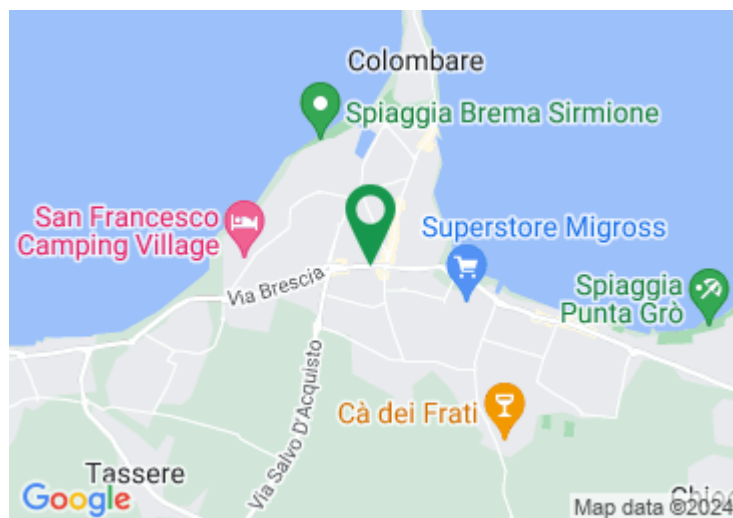 Colombare
Spiaggia Brema Sirmione
San Francesco
Camping Village
Superstore Migross
Via Brescia
Spiaggia
Punta Grò
Via Salvo D'Acquisto
Cà dei Frati
Tassere
Google
Map data ©2024